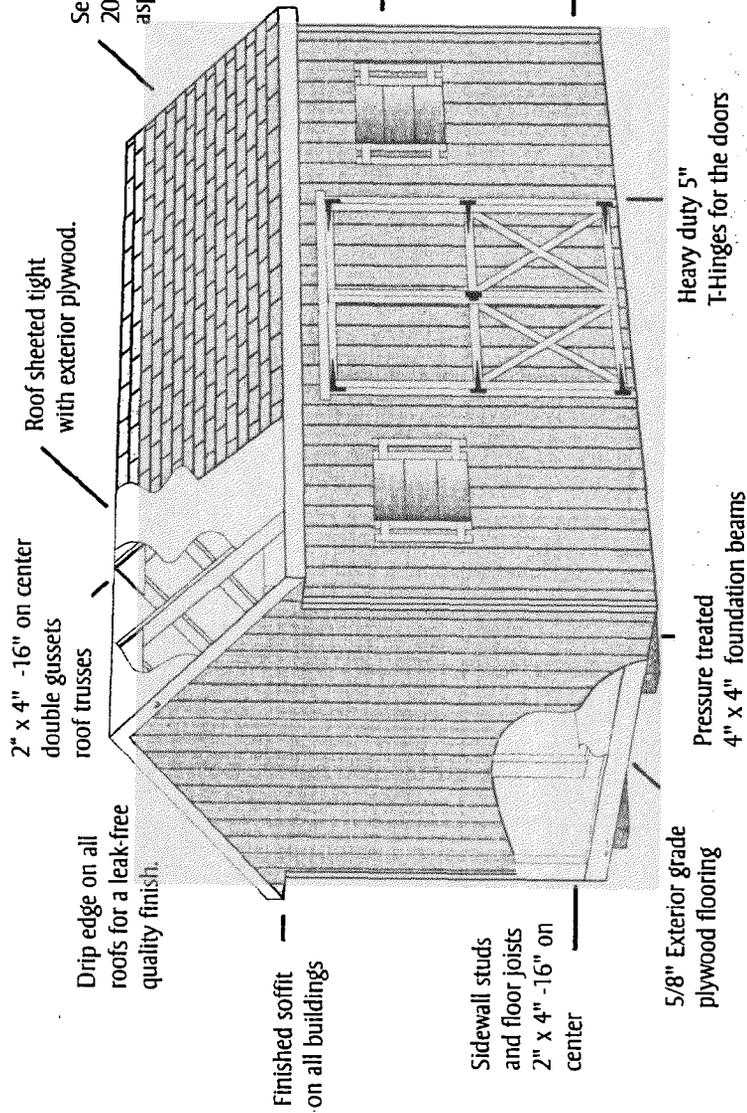 Drip edge on all
roofs for a leak-free
quality finish.
2" x 4" -16" on center
double gussets
roof trusses
Roof sheeted tight
with exterior plywood.
Se
20
asp
Finished soffit
on all buildings
Sidewall studs
and floor joists
2" x 4" -16" on
center
5/8" Exterior grade
plywood flooring
Pressure treated
4" x 4" foundation beams
Heavy duty 5"
T-Hinges for the doors